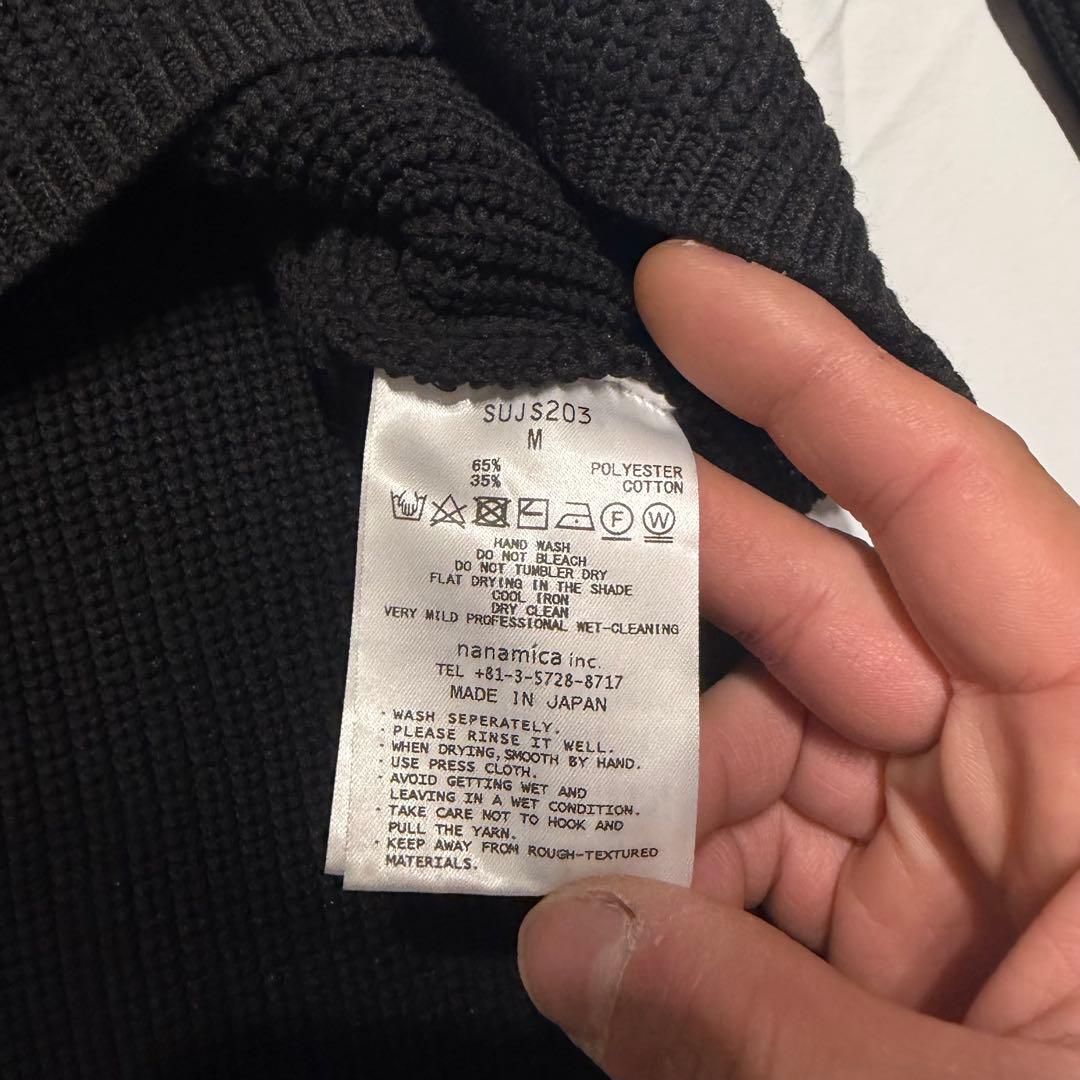 SUJS203
M
65% POLYESTER
35% COTTON
F W
HAND WASH
DO NOT BLEACH
DO NOT TUMBLER DRY
FLAT DRYING IN THE SHADE
COOL IRON
DRY CLEAN
VERY MILD PROFESSIONAL WET-CLEANING
nanamíca inc.
TEL +81-3-5728-8717
MADE IN JAPAN
· WASH SEPERATELY.
· PLEASE RINSE IT WELL.
· WHEN DRYING, SMOOTH BY HAND.
· USE PRESS CLOTH.
· AVOID GETTING WET AND
LEAVING IN A WET CONDITION.
· TAKE CARE NOT TO HOOK AND
PULL THE YARN.
· KEEP AWAY FROM ROUGH-TEXTURED
MATERIALS.